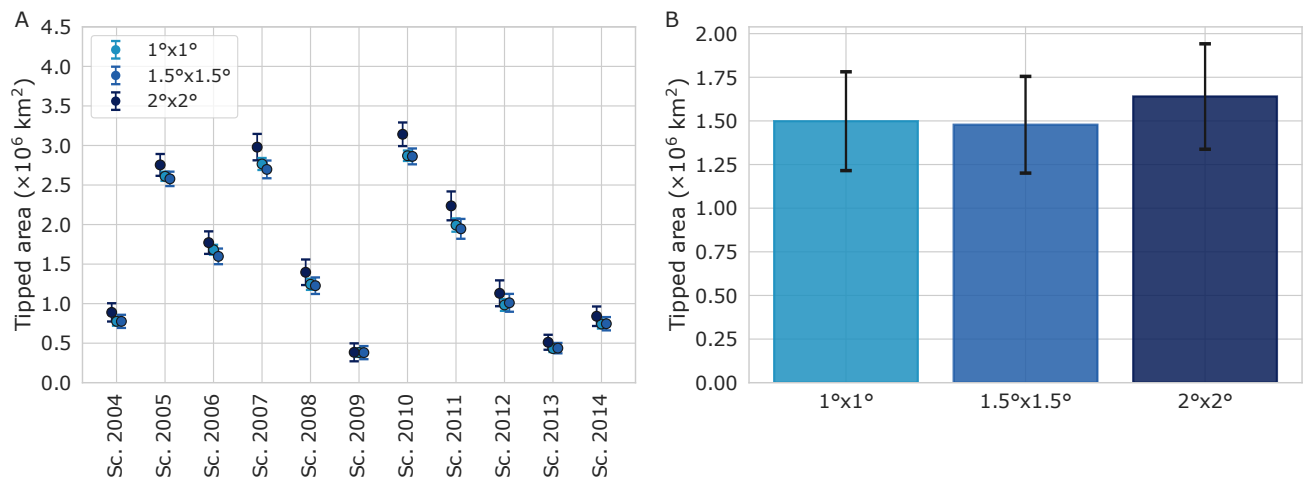 A
Tipped area (×10⁶ km²)
4.5
4.0
3.5
3.0
2.5
2.0
1.5
1.0
0.5
0.0
1°x1°
1.5°x1.5°
2°x2°
Sc. 2004
Sc. 2005
Sc. 2006
Sc. 2007
Sc. 2008
Sc. 2009
Sc. 2010
Sc. 2011
Sc. 2012
Sc. 2013
Sc. 2014
B
Tipped area (×10⁶ km²)
2.00
1.75
1.50
1.25
1.00
0.75
0.50
0.25
0.00
1°x1°
1.5°x1.5°
2°x2°